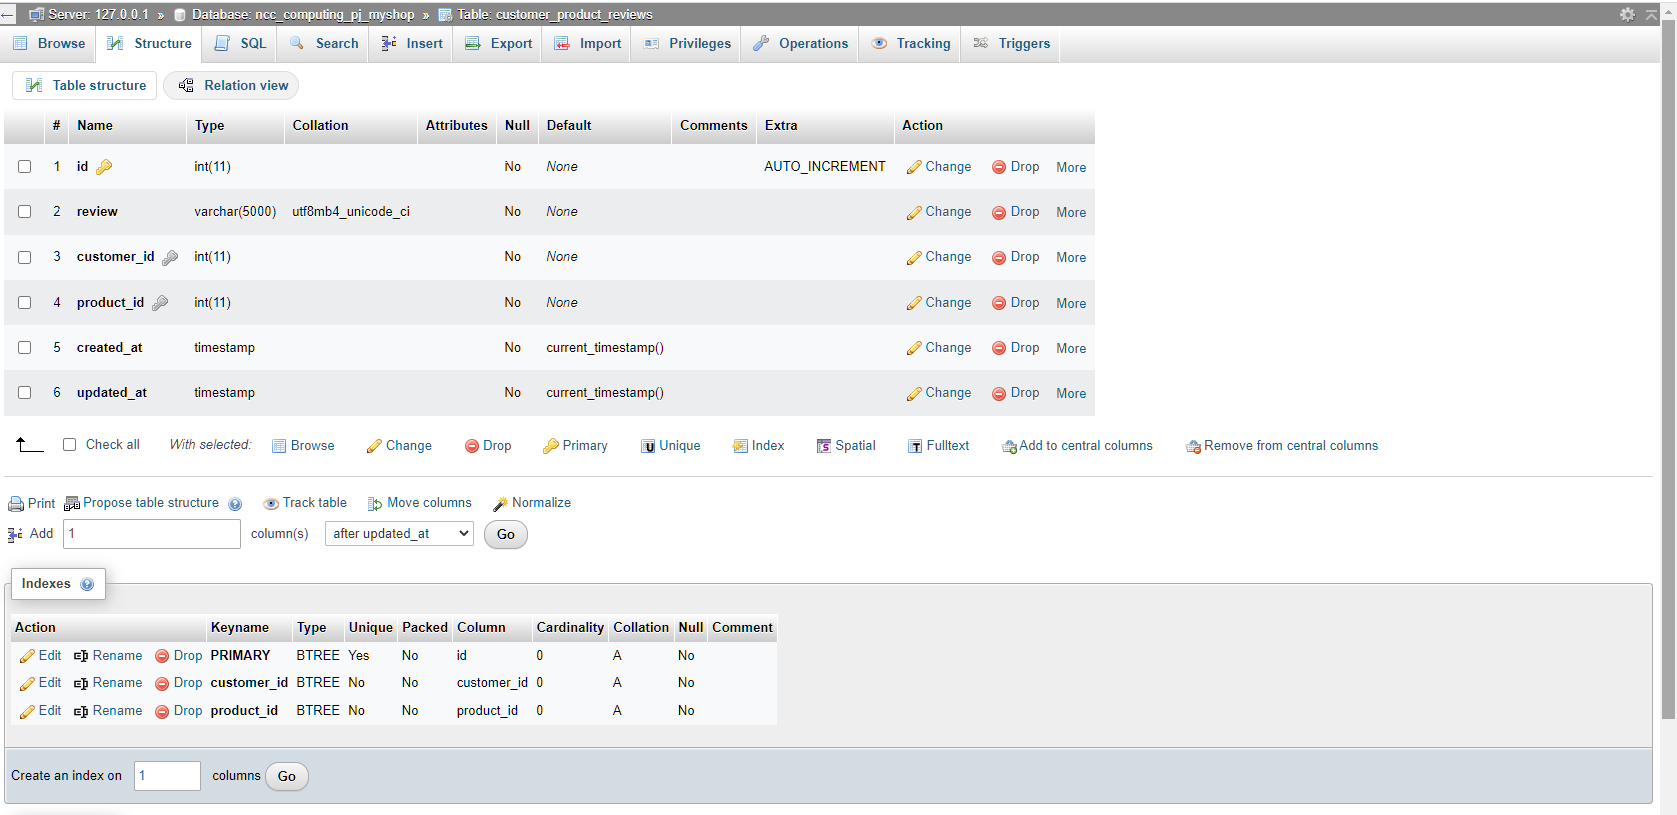 Server: 127.0.0.1 » Database: ncc_computing_pj_myshop » Table: customer_product_reviews
Browse Structure SQL Search Insert Export Import Privileges Operations Tracking Triggers
Table structure Relation view
# Name Type Collation Attributes Null Default Comments Extra Action
1 id int(11) No None AUTO_INCREMENT Change Drop More
2 review varchar(5000) utf8mb4_unicode_ci No None Change Drop More
3 customer_id int(11) No None Change Drop More
4 product_id int(11) No None Change Drop More
5 created_at timestamp No current_timestamp() Change Drop More
6 updated_at timestamp No current_timestamp() Change Drop More
Check all With selected: Browse Change Drop Primary Unique Index Spatial Fulltext Add to central columns Remove from central columns
Print Propose table structure Track table Move columns Normalize
Add 1 column(s) after updated_at Go
Indexes
Action Keyname Type Unique Packed Column Cardinality Collation Null Comment
Edit Rename Drop PRIMARY BTREE Yes No id 0 A No
Edit Rename Drop customer_id BTREE No No customer_id 0 A No
Edit Rename Drop product_id BTREE No No product_id 0 A No
Create an index on 1 columns Go